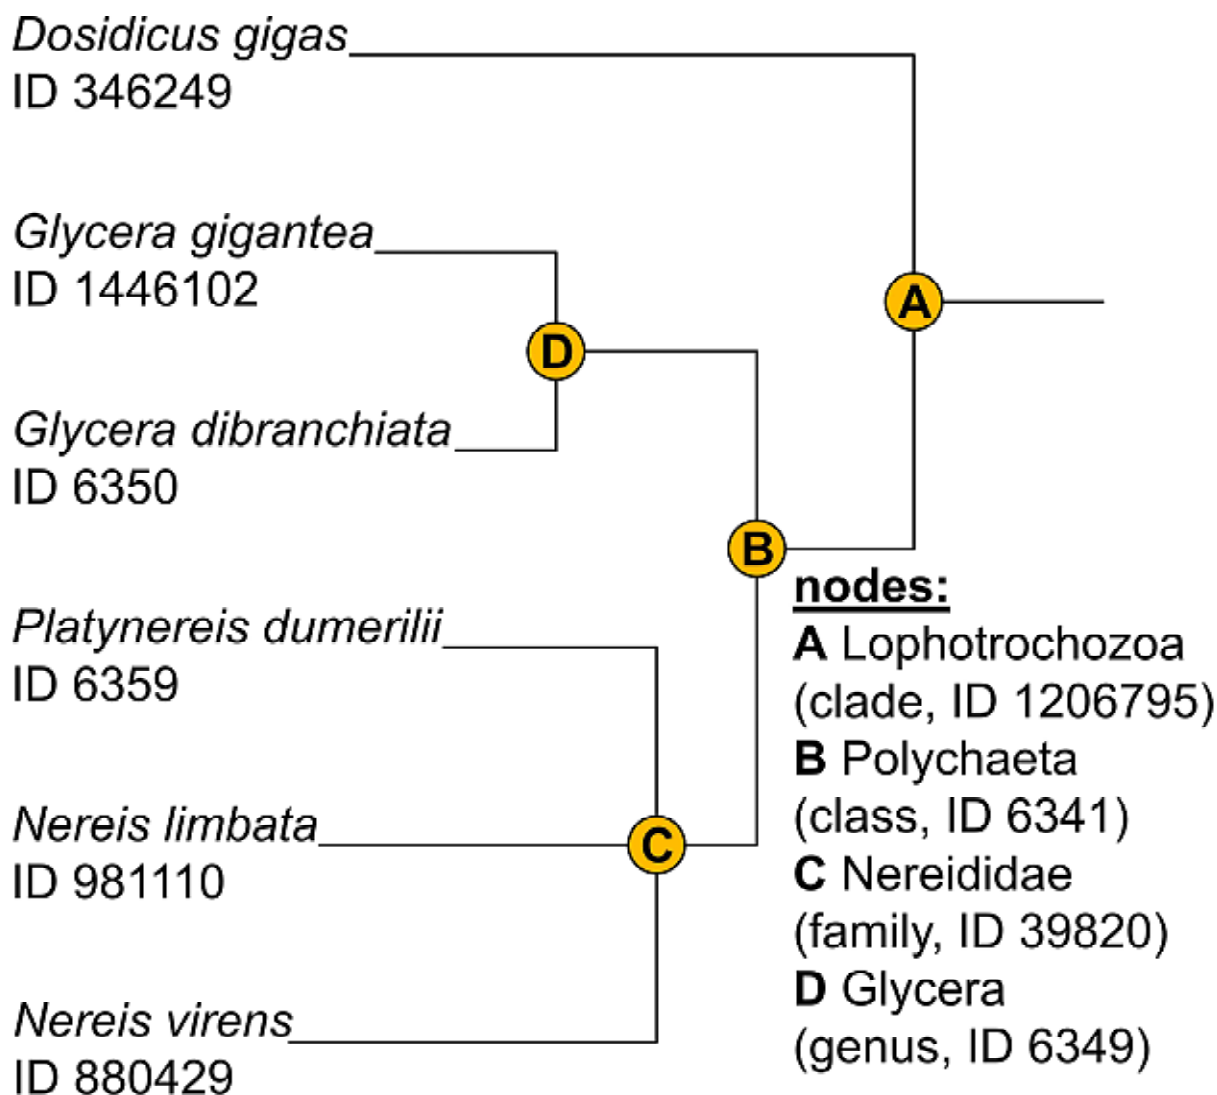 Dosidicus gigas
ID 346249
Glycera gigantea
ID 1446102
A
D
Glycera dibranchiata
ID 6350
B
nodes:
Platynereis dumerilii
ID 6359
A Lophotrochozoa
(clade, ID 1206795)
B Polychaeta
(class, ID 6341)
Nereis limbata
ID 981110
C
C Nereididae
(family, ID 39820)
D Glycera
(genus, ID 6349)
Nereis virens
ID 880429